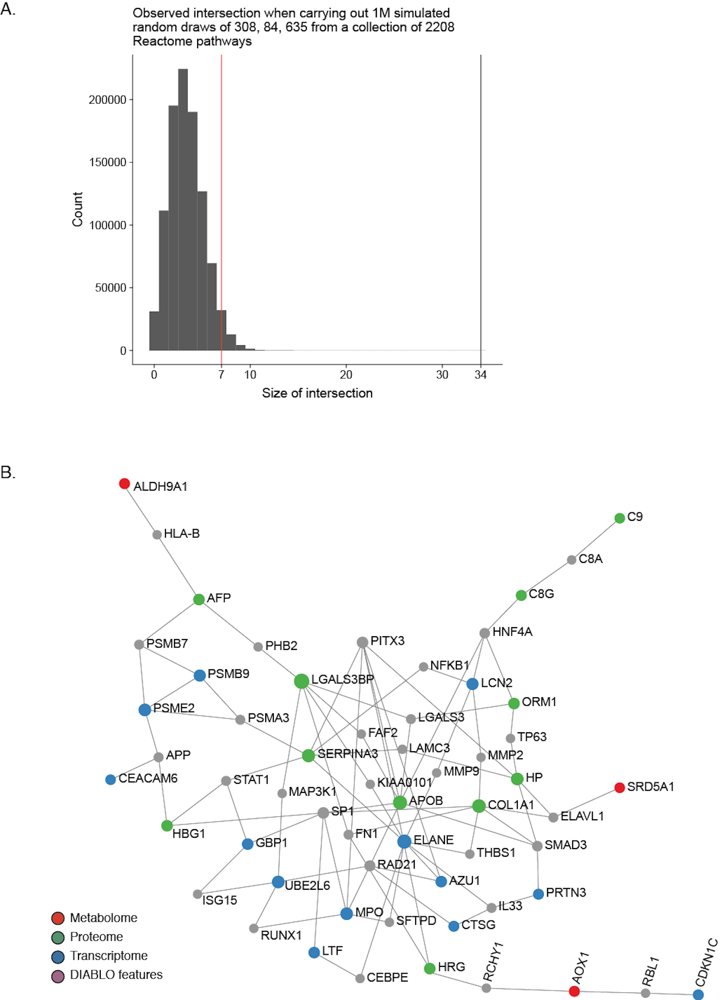 A.
Observed intersection when carrying out 1M simulated
random draws of 308, 84, 635 from a collection of 2208
Reactome pathways
200000
150000
100000
50000
0
Count
0 7 10 20 30 34
Size of intersection
B.
ALDH9A1
C9
HLA-B
C8A
C8G
AFP
HNF4A
PSMB7
PHB2
PITX3
NFKB1
PSMB9
LGALS3BP
LCN2
ORM1
PSME2
PSMA3
LGALS3
FAF2
TP63
LAMC3
SERPINA3
APP
MMP2
MMP9
HP
CEACAM6
STAT1
KIAA0101
SRD5A1
MAP3K1
APOB
COL1A1
SP1
ELAVL1
HBG1
FN1
GBP1
ELANE
THBS1
SMAD3
RAD21
UBE2L6
AZU1
PRTN3
ISG15
IL33
MPO
SFTPD
CTSG
RUNX1
LTF
CEBPE
HRG
RCHY1
AOX1
RBL1
CDKN1C
Metabolome
Proteome
Transcriptome
DIABLO features